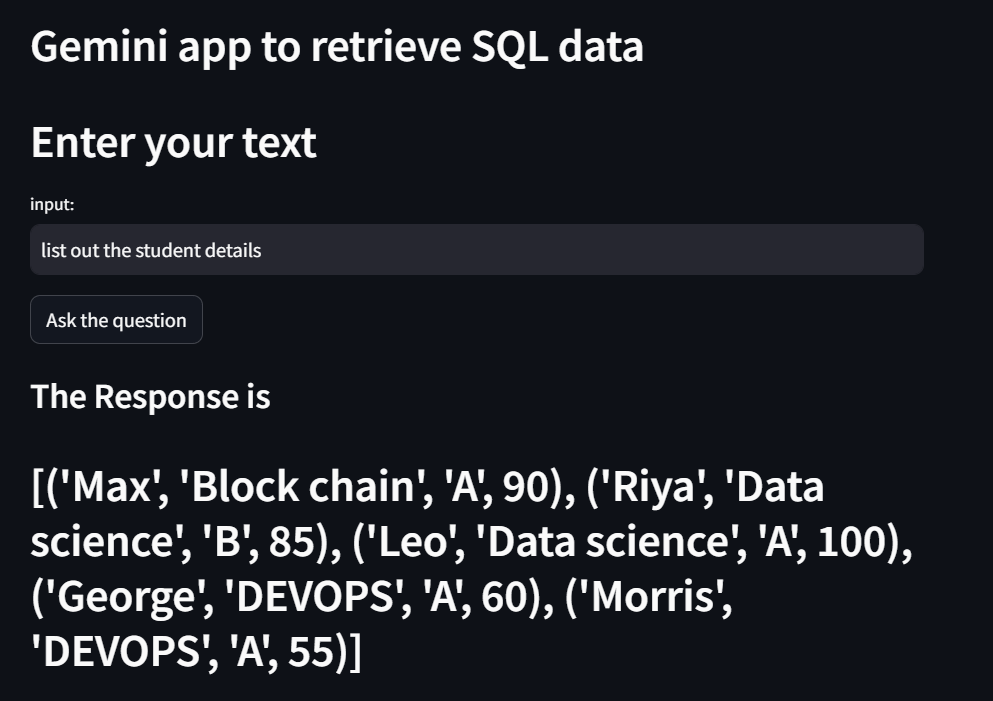 Gemini app to retrieve SQL data
Enter your text
input:
list out the student details
Ask the question
The Response is
[('Max', 'Block chain', 'A', 90), ('Riya', 'Data
science', 'B', 85), ('Leo', 'Data science', 'A', 100),
('George', 'DEVOPS', 'A', 60), ('Morris',
'DEVOPS', 'A', 55)]